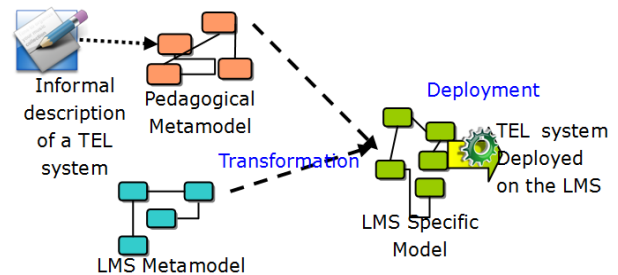 Informal
description
of a TEL
system
Pedagogical
Metamodel
Transformation
LMS Metamodel
Deployment
LMS Specific
Model
TEL system
Deployed
on the LMS